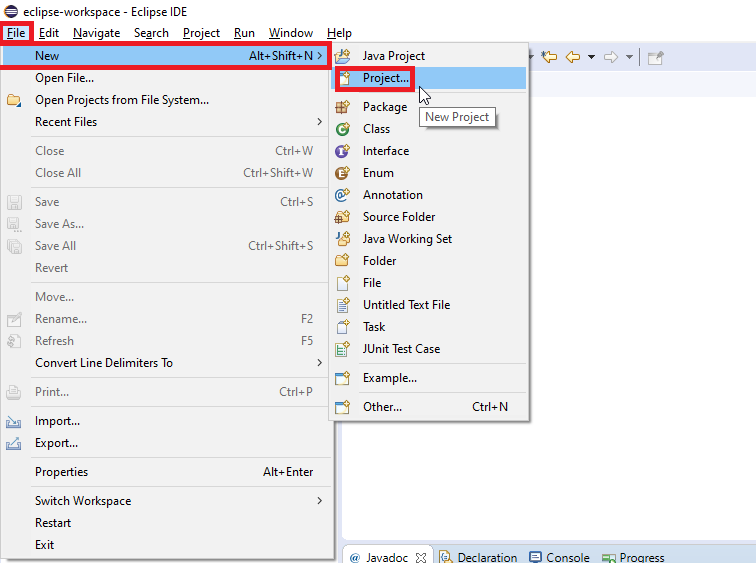 eclipse-workspace - Eclipse IDE
File Edit Navigate Search Project Run Window Help
New Alt+Shift+N >
Open File...
Open Projects from File System...
Recent Files >
Close Ctrl+W
Close All Ctrl+Shift+W
Save Ctrl+S
Save As...
Save All Ctrl+Shift+S
Revert
Move...
Rename... F2
Refresh F5
Convert Line Delimiters To >
Print... Ctrl+P
Import...
Export...
Properties Alt+Enter
Switch Workspace >
Restart
Exit
Java Project
Project...
New Project
Package
Class
Interface
Enum
Annotation
Source Folder
Java Working Set
Folder
File
Untitled Text File
Task
JUnit Test Case
Example...
Other... Ctrl+N
@ Javadoc Declaration Console Progress